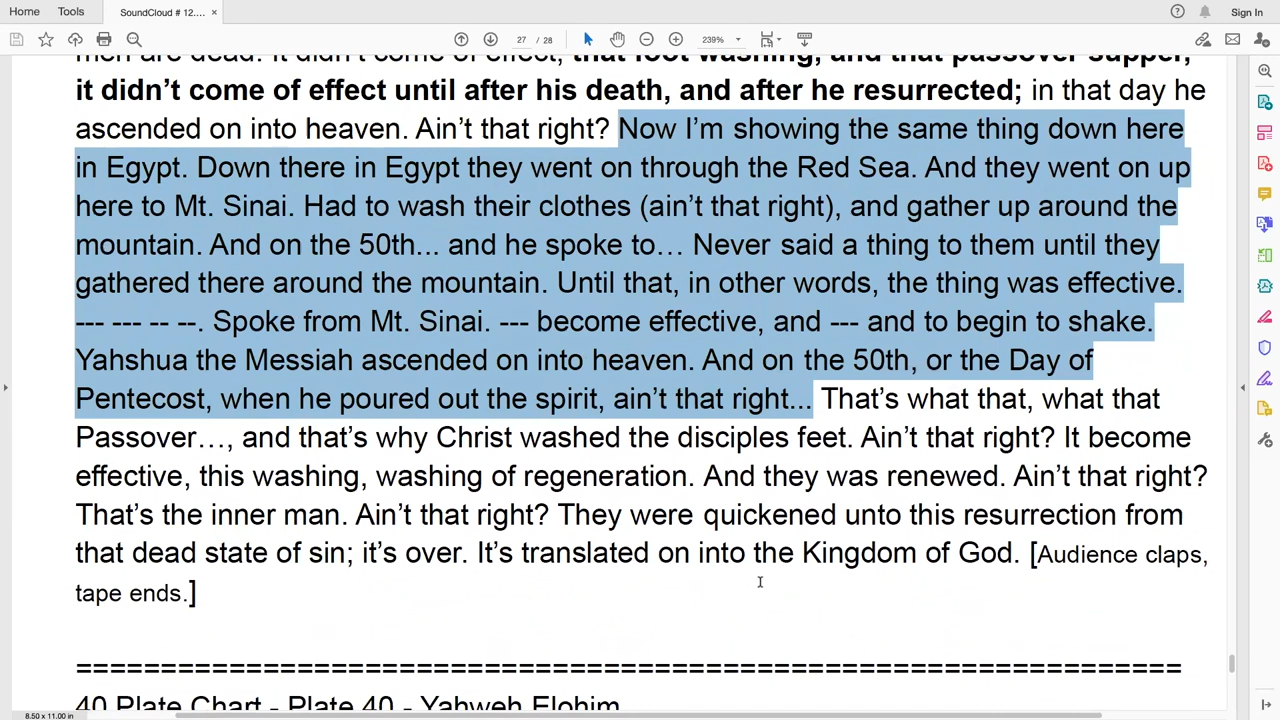 Home Tools SoundCloud # 12.... × Sign In
27 / 28 239%
men are dead. It didn't come of effect, that foot washing, and that passover supper,
it didn't come of effect until after his death, and after he resurrected; in that day he
ascended on into heaven. Ain't that right? Now I'm showing the same thing down here
in Egypt. Down there in Egypt they went on through the Red Sea. And they went on up
here to Mt. Sinai. Had to wash their clothes (ain't that right), and gather up around the
mountain. And on the 50th... and he spoke to… Never said a thing to them until they
gathered there around the mountain. Until that, in other words, the thing was effective.
--- --- -- --. Spoke from Mt. Sinai. --- become effective, and --- and to begin to shake.
Yahshua the Messiah ascended on into heaven. And on the 50th, or the Day of
Pentecost, when he poured out the spirit, ain't that right... That's what that, what that
Passover…, and that's why Christ washed the disciples feet. Ain't that right? It become
effective, this washing, washing of regeneration. And they was renewed. Ain't that right?
That's the inner man. Ain't that right? They were quickened unto this resurrection from
that dead state of sin; it's over. It's translated on into the Kingdom of God. [Audience claps,
tape ends.]
==================================================================
40 Plate Chart - Plate 40 - Yahweh Elohim
8.50 x 11.00 in